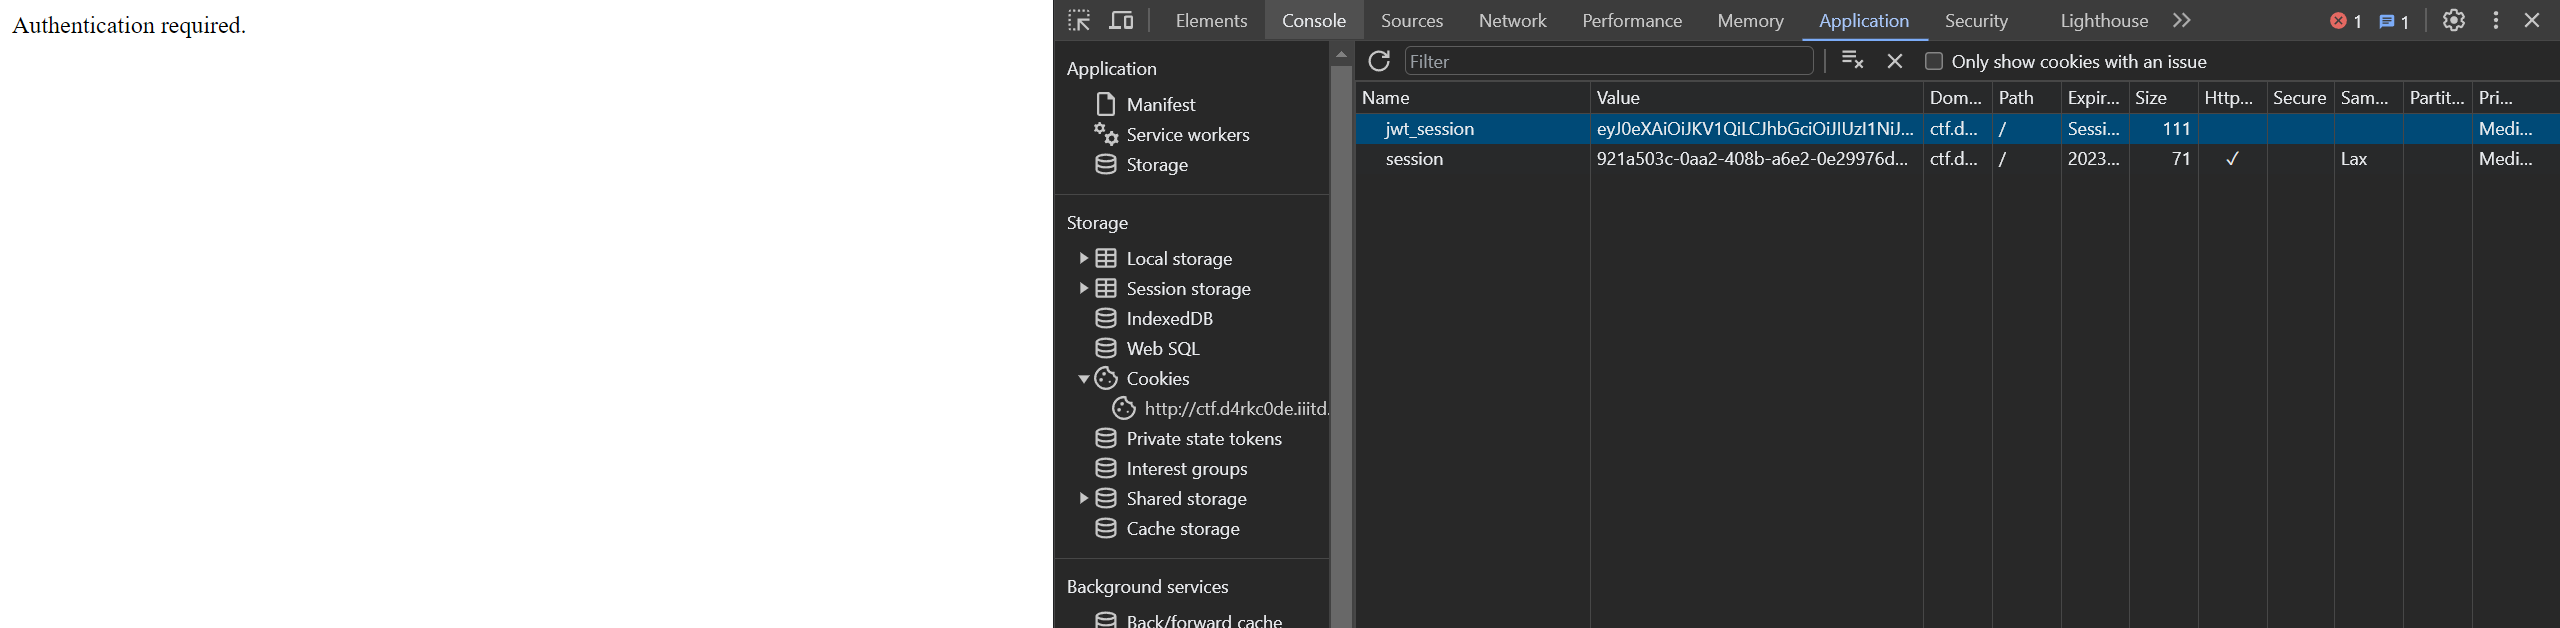 Authentication required.
Elements Console Sources Network Performance Memory Application Security Lighthouse 1 1
Application
Manifest
Service workers
Storage
Storage
Local storage
Session storage
IndexedDB
Web SQL
Cookies
http://ctf.d4rkc0de.iiitd.
Private state tokens
Interest groups
Shared storage
Cache storage
Background services
Back/forward cache
Filter Only show cookies with an issue
Name Value Dom... Path Expir... Size Http... Secure Sam... Partit... Pri...
jwt_session eyJ0eXAiOiJKV1QiLCJhbGciOiJIUzI1NiJ... ctf.d... / Sessi... 111 Medi...
session 921a503c-0aa2-408b-a6e2-0e29976d... ctf.d... / 2023... 71 ✓ Lax Medi...